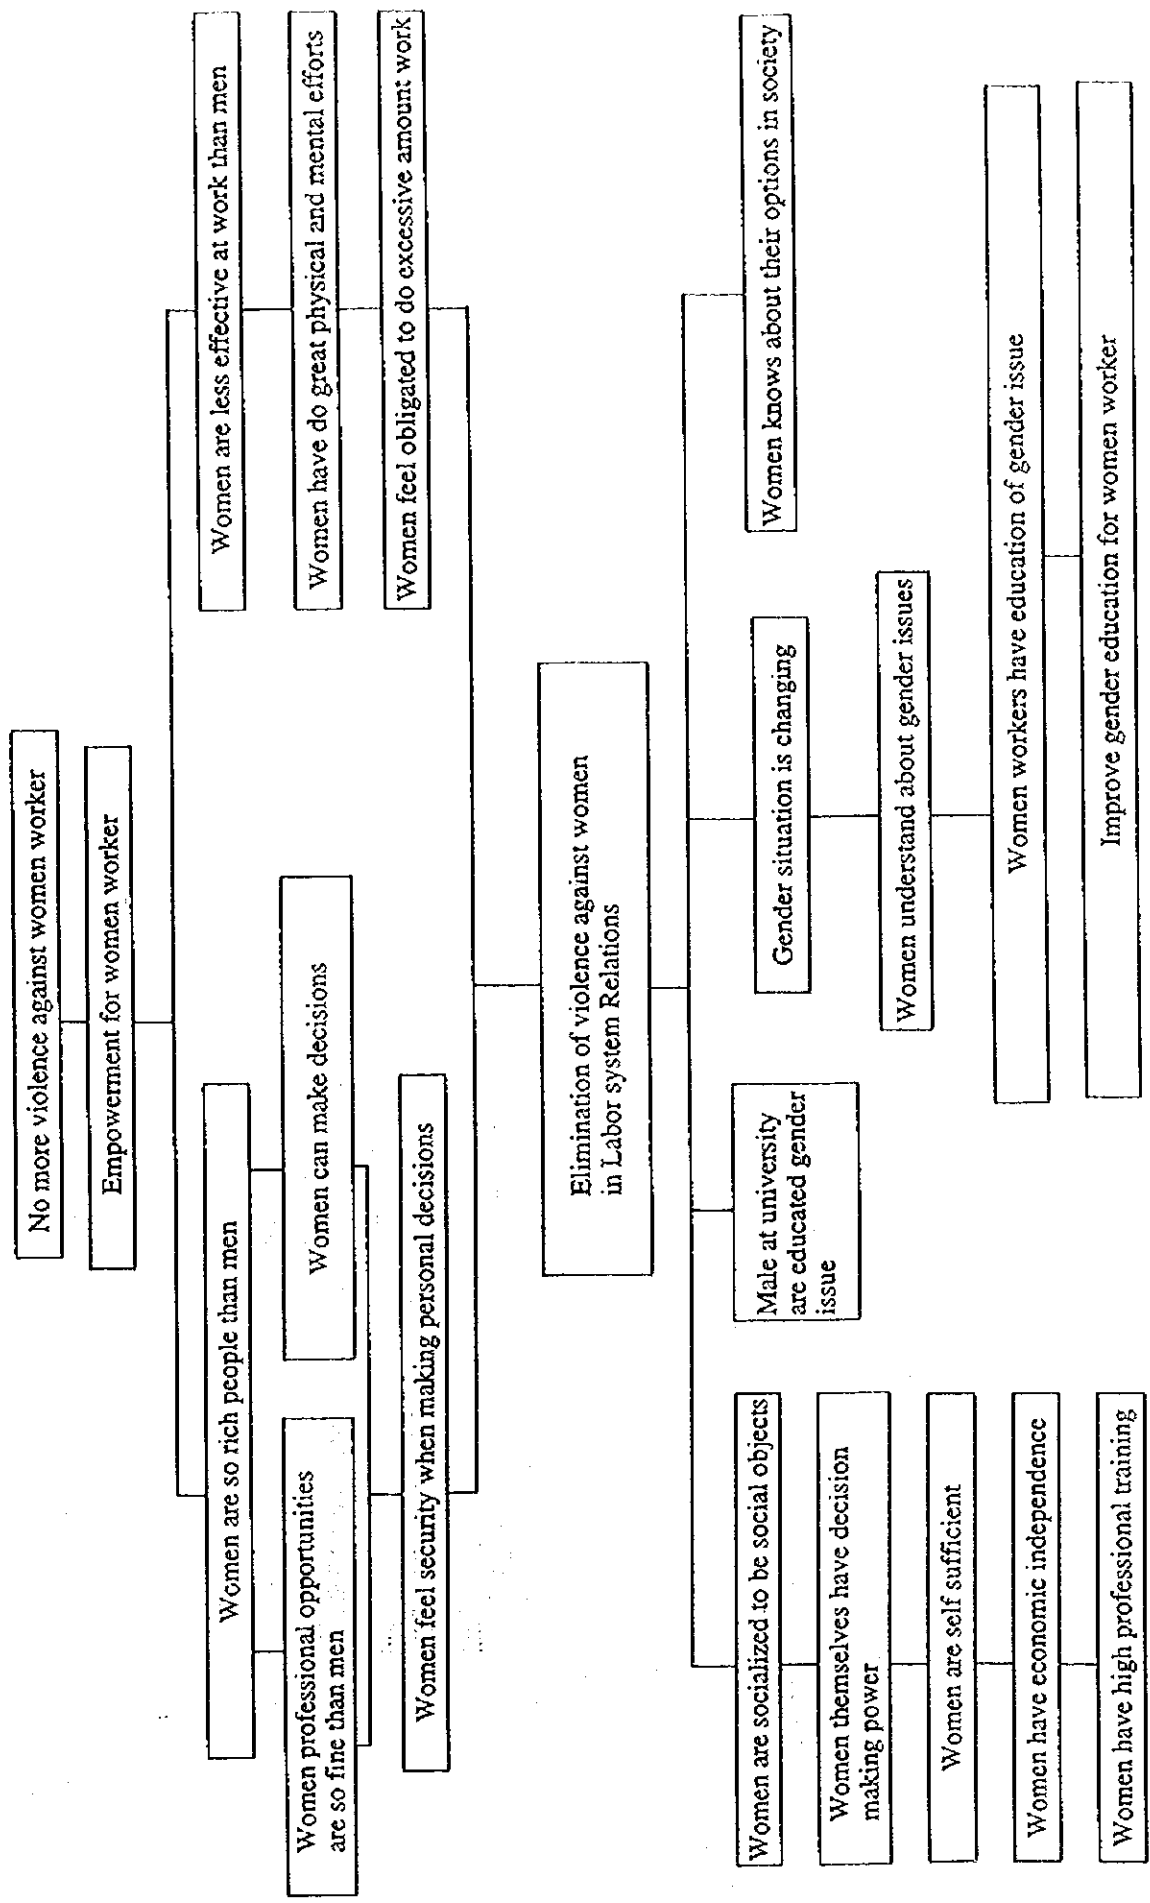 No more violence against women worker
Empowerment for women worker
Women are so rich people than men
Women are less effective at work than men
Women professional opportunities
are so fine than men
Women can make decisions
Women have do great physical and mental efforts
Women feel security when making personal decisions
Women feel obligated to do excessive amount work
Elimination of violence against women
in Labor system Relations
Women are socialized to be social objects
Male at university
are educated gender
issue
Gender situation is changing
Women knows about their options in society
Women themselves have decision
making power
Women understand about gender issues
Women are self sufficient
Women have economic independence
Women workers have education of gender issue
Women have high professional training
Improve gender education for women worker